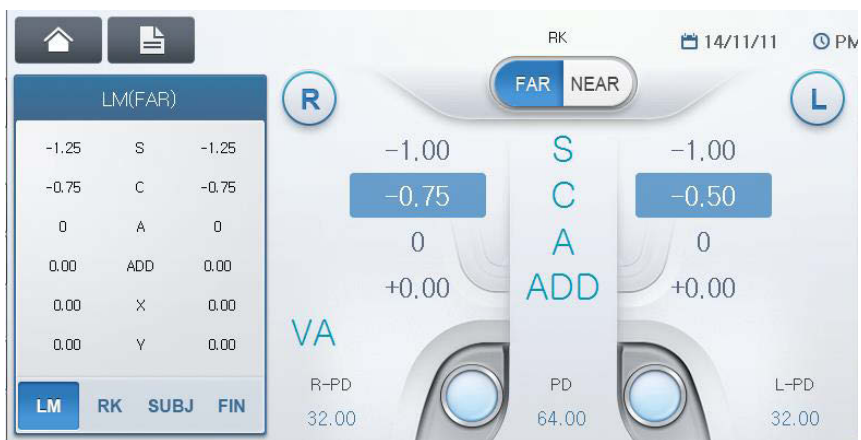 RK
14/11/11 PM
LM(FAR)
R FAR NEAR L
-1.25 S -1.25
-0.75 C -0.75
0 A 0
0.00 ADD 0.00
0.00 X 0.00
0.00 Y 0.00
LM RK SUBJ FIN
-1.00 S -1.00
-0.75 C -0.50
0 A 0
+0.00 ADD +0.00
VA
R-PD PD L-PD
32.00 64.00 32.00